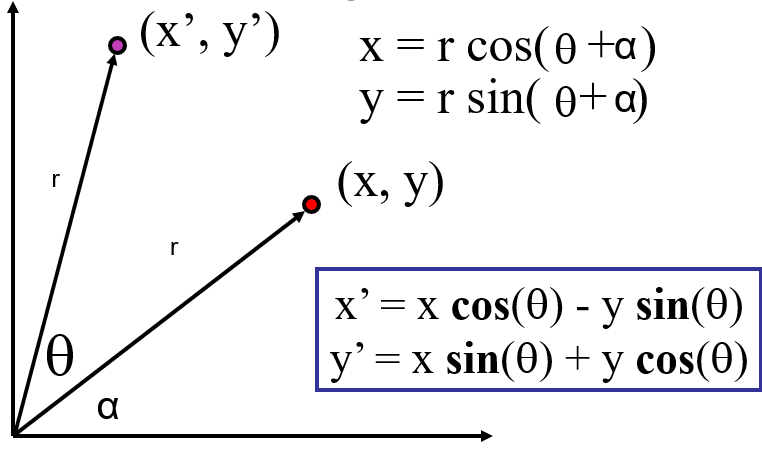 (x’, y’)
x = r cos( θ +α)
y = r sin( θ+ α)
(x, y)
r
r
x’ = x cos(θ) - y sin(θ)
y’ = x sin(θ) + y cos(θ)
θ
α